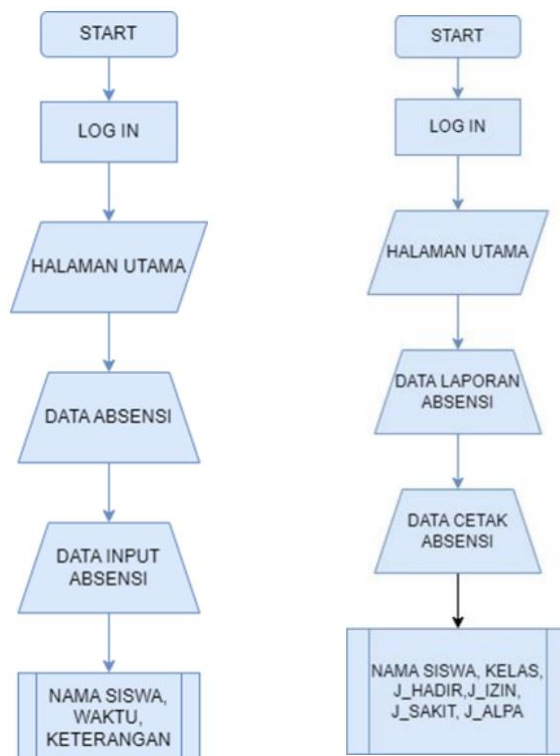 START
LOG IN
HALAMAN UTAMA
DATA ABSENSI
DATA INPUT
ABSENSI
NAMA SISWA,
WAKTU,
KETERANGAN
START
LOG IN
HALAMAN UTAMA
DATA LAPORAN
ABSENSI
DATA CETAK
ABSENSI
NAMA SISWA, KELAS,
J_HADIR,J_IZIN,
J_SAKIT, J_ALPA